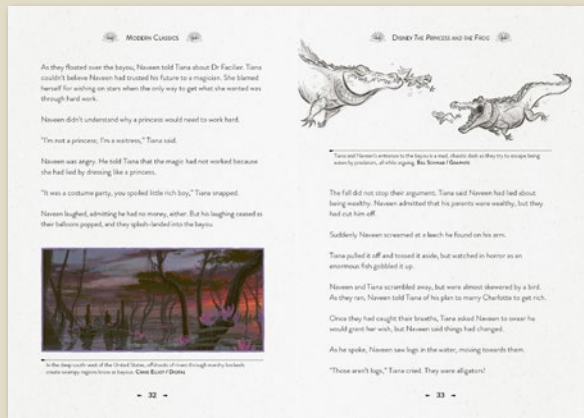 MODERN CLASSICS
As they floated over the bayou, Naveen told Tiana about Dr Facilier. Tiana
couldn't believe Naveen had trusted his future to a magician. She blamed
herself for wishing on stars when the only way to get what she wanted was
through hard work.
Naveen didn't understand why a princess would need to work hard.
"I'm not a princess; I'm a waitress," Tiana said.
Naveen was angry. He told Tiana that the magic had not worked because
she had lied by dressing like a princess.
"It was a costume party, you spoiled little rich boy," Tiana snapped.
Naveen laughed, admitting he had no money, either. But his laughing ceased as
their balloons popped, and they splash-landed into the bayou.
In the deep south-west of the United States, offshoots of rivers through marshy lowlands
create swampy regions know as bayous. CRAIG ELLIOT / DIGITAL
32
DISNEY THE PRINCESS AND THE FROG
Tiana and Naveen's entrance to the bayou is a mad, chaotic dash as they try to escape being
eaten by predators, all while arguing. BILL SCHWAB / GRAPHITE
The fall did not stop their argument. Tiana said Naveen had lied about
being wealthy. Naveen admitted that his parents were wealthy, but they
had cut him off.
Suddenly Naveen screamed at a leech he found on his arm.
Tiana pulled it off and tossed it aside, but watched in horror as an
enormous fish gobbled it up.
Naveen and Tiana scrambled away, but were almost skewered by a bird.
As they ran, Naveen told Tiana of his plan to marry Charlotte to get rich.
Once they had caught their breaths, Tiana asked Naveen to swear he
would grant her wish, but Naveen said things had changed.
As he spoke, Naveen saw logs in the water, moving towards them.
"Those aren't logs," Tiana cried. They were alligators!
33